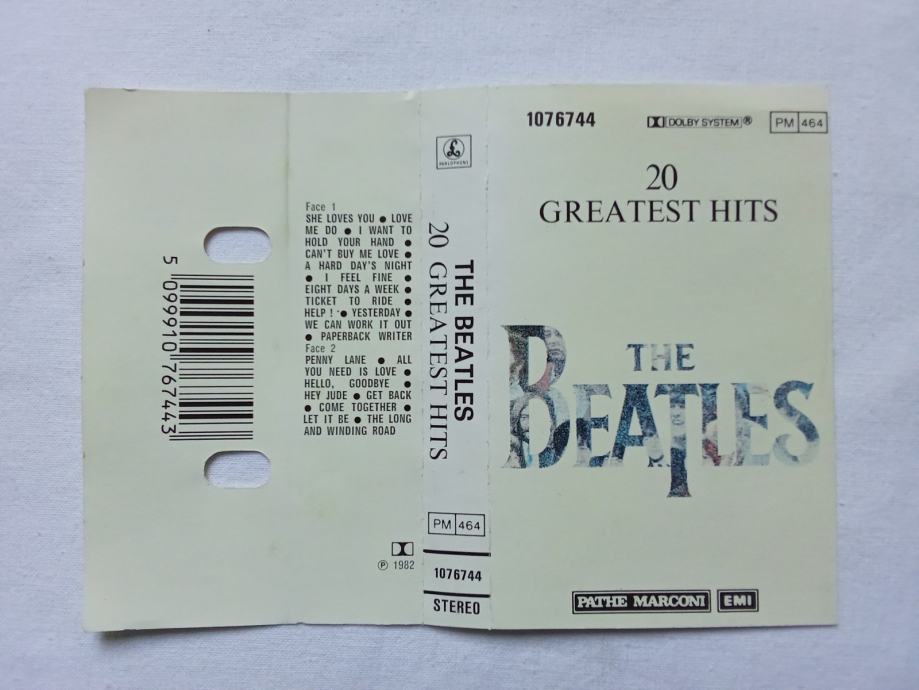 5 099910 767443
Face 1
SHE LOVES YOU ● LOVE
ME DO ● I WANT TO
HOLD YOUR HAND ●
CAN'T BUY ME LOVE ●
A HARD DAY'S NIGHT
● I FEEL FINE ●
EIGHT DAYS A WEEK ●
TICKET TO RIDE ●
HELP ! ● YESTERDAY ●
WE CAN WORK IT OUT
● PAPERBACK WRITER
Face 2
PENNY LANE ● ALL
YOU NEED IS LOVE ●
HELLO, GOODBYE ●
HEY JUDE ● GET BACK
● COME TOGETHER ●
LET IT BE ● THE LONG
AND WINDING ROAD
℗ 1982
£
PARLOPHONE
THE BEATLES
20 GREATEST HITS
PM 464
1076744
STEREO
1076744
DOLBY SYSTEM®
PM 464
20
GREATEST HITS
THE
BEATLES
PATHE MARCONI EMI